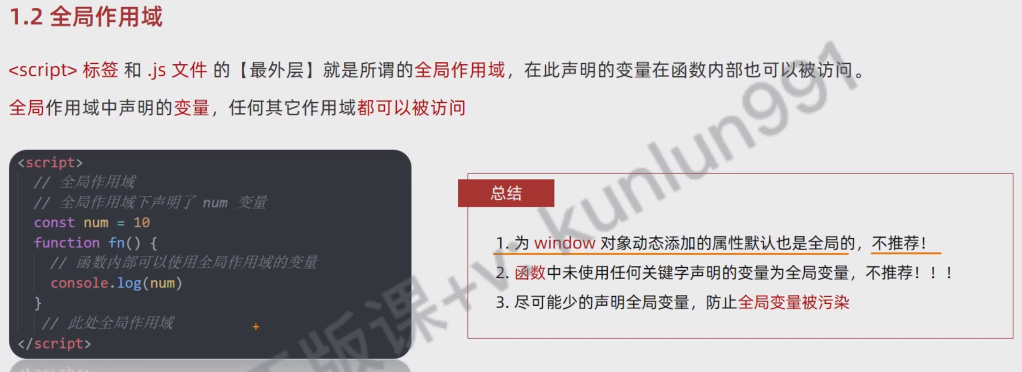 1.2 全局作用域
<script> 标签 和 .js 文件 的【最外层】就是所谓的全局作用域，在此声明的变量在函数内部也可以被访问。
全局作用域中声明的变量，任何其它作用域都可以被访问
<script>
// 全局作用域
// 全局作用域下声明了 num 变量
const num = 10
function fn() {
// 函数内部可以使用全局作用域的变量
console.log(num)
}
// 此处全局作用域
</script>
总结
1. 为 window 对象动态添加的属性默认也是全局的，不推荐！
2. 函数中未使用任何关键字声明的变量为全局变量，不推荐！！！
3. 尽可能少的声明全局变量，防止全局变量被污染
正版课+v: kunlun991